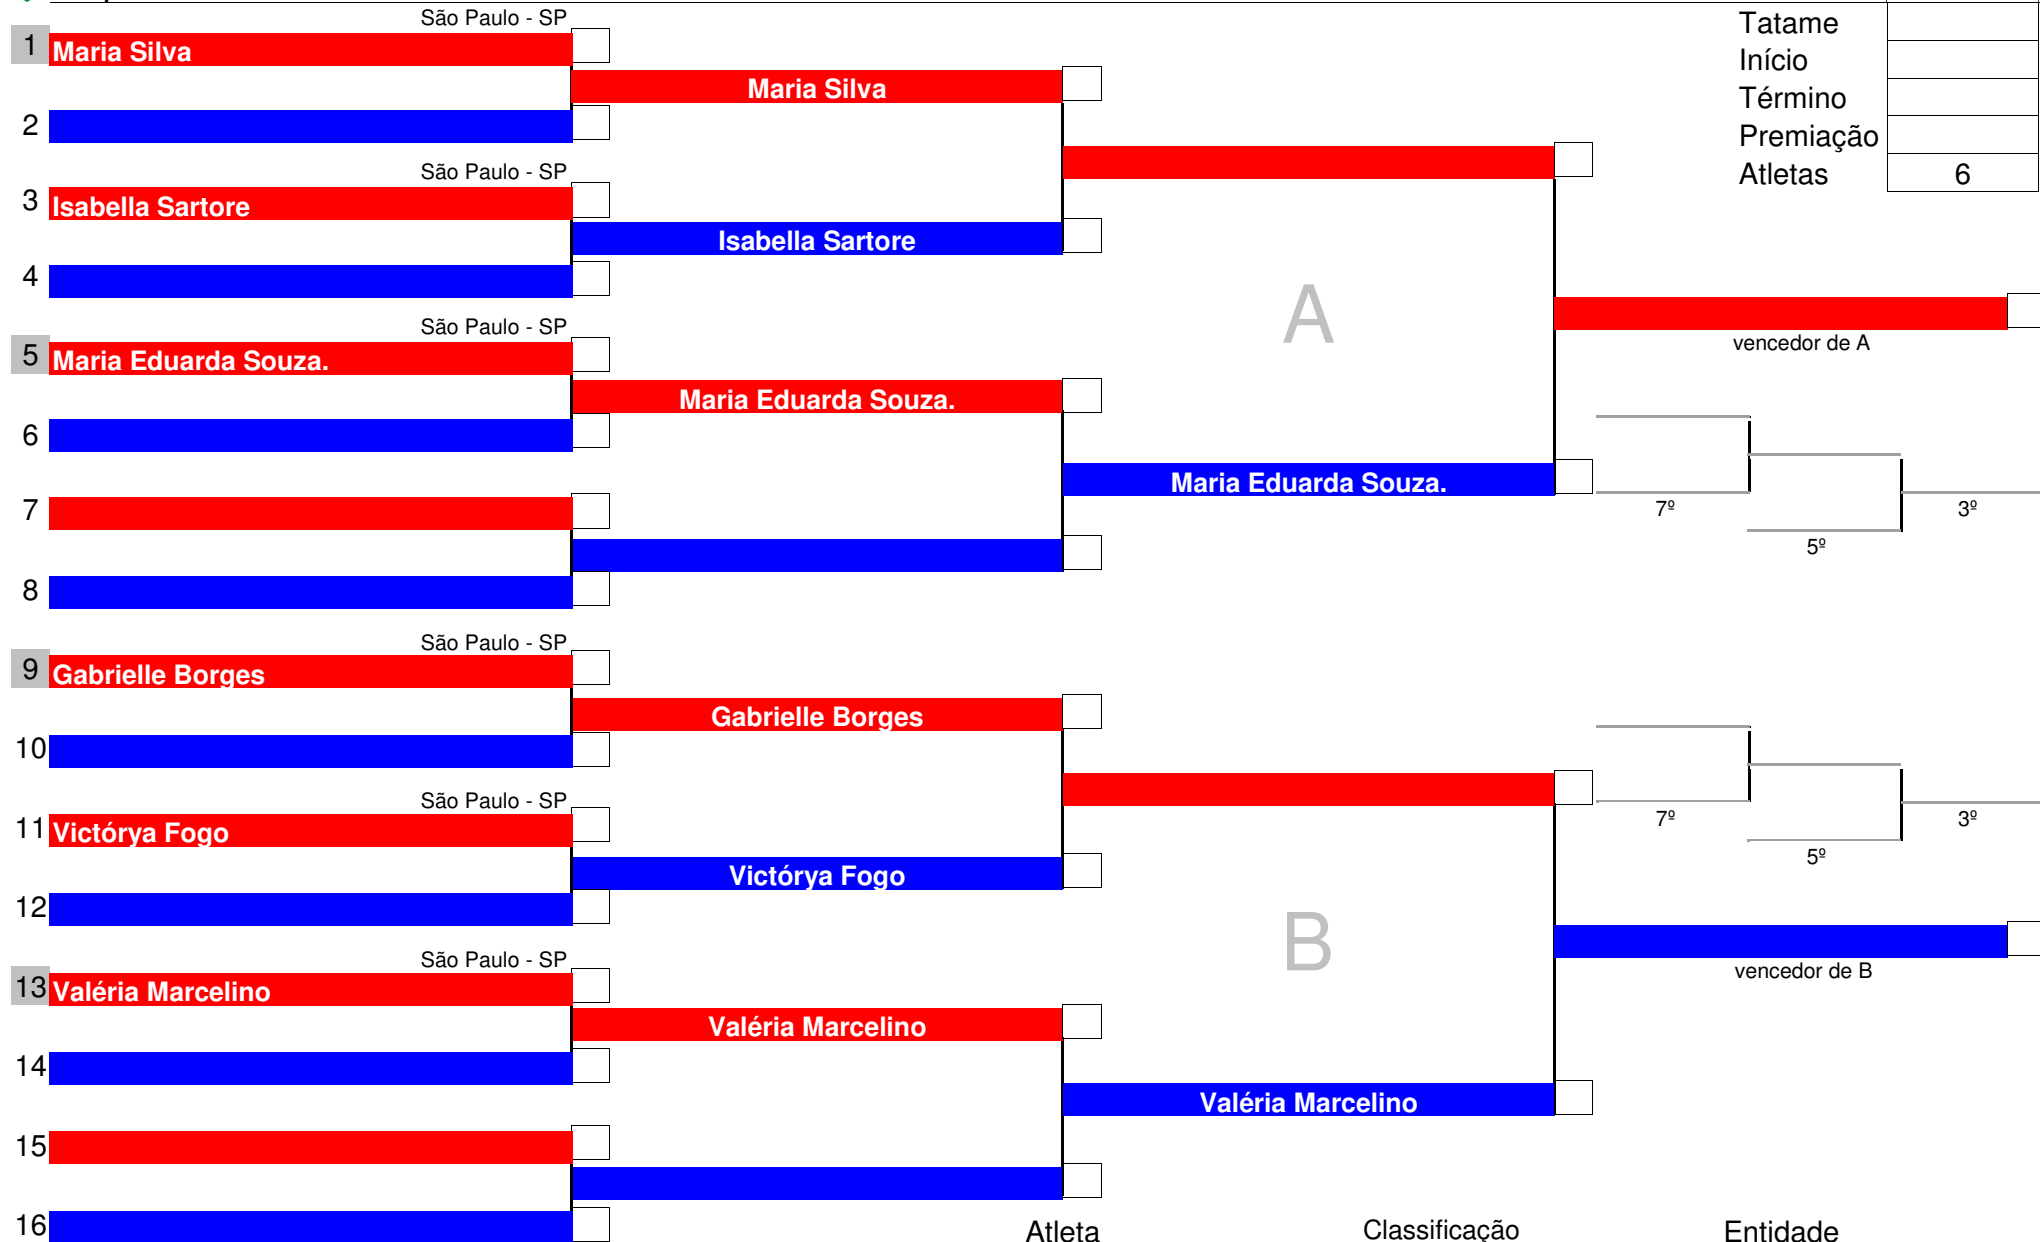 São Paulo - SP
Tatame
1 Maria Silva
Início
Maria Silva
Término
2
Premiação
São Paulo - SP
Atletas 6
3 Isabella Sartore
Isabella Sartore
4
A
São Paulo - SP
vencedor de A
5 Maria Eduarda Souza.
Maria Eduarda Souza.
6
Maria Eduarda Souza.
7
7º 3º
5º
8
São Paulo - SP
9 Gabrielle Borges
Gabrielle Borges
10
São Paulo - SP
7º 3º
11 Victórya Fogo
5º
Victórya Fogo
12
B
São Paulo - SP
vencedor de B
13 Valéria Marcelino
Valéria Marcelino
14
Valéria Marcelino
15
16
Atleta Classificação Entidade